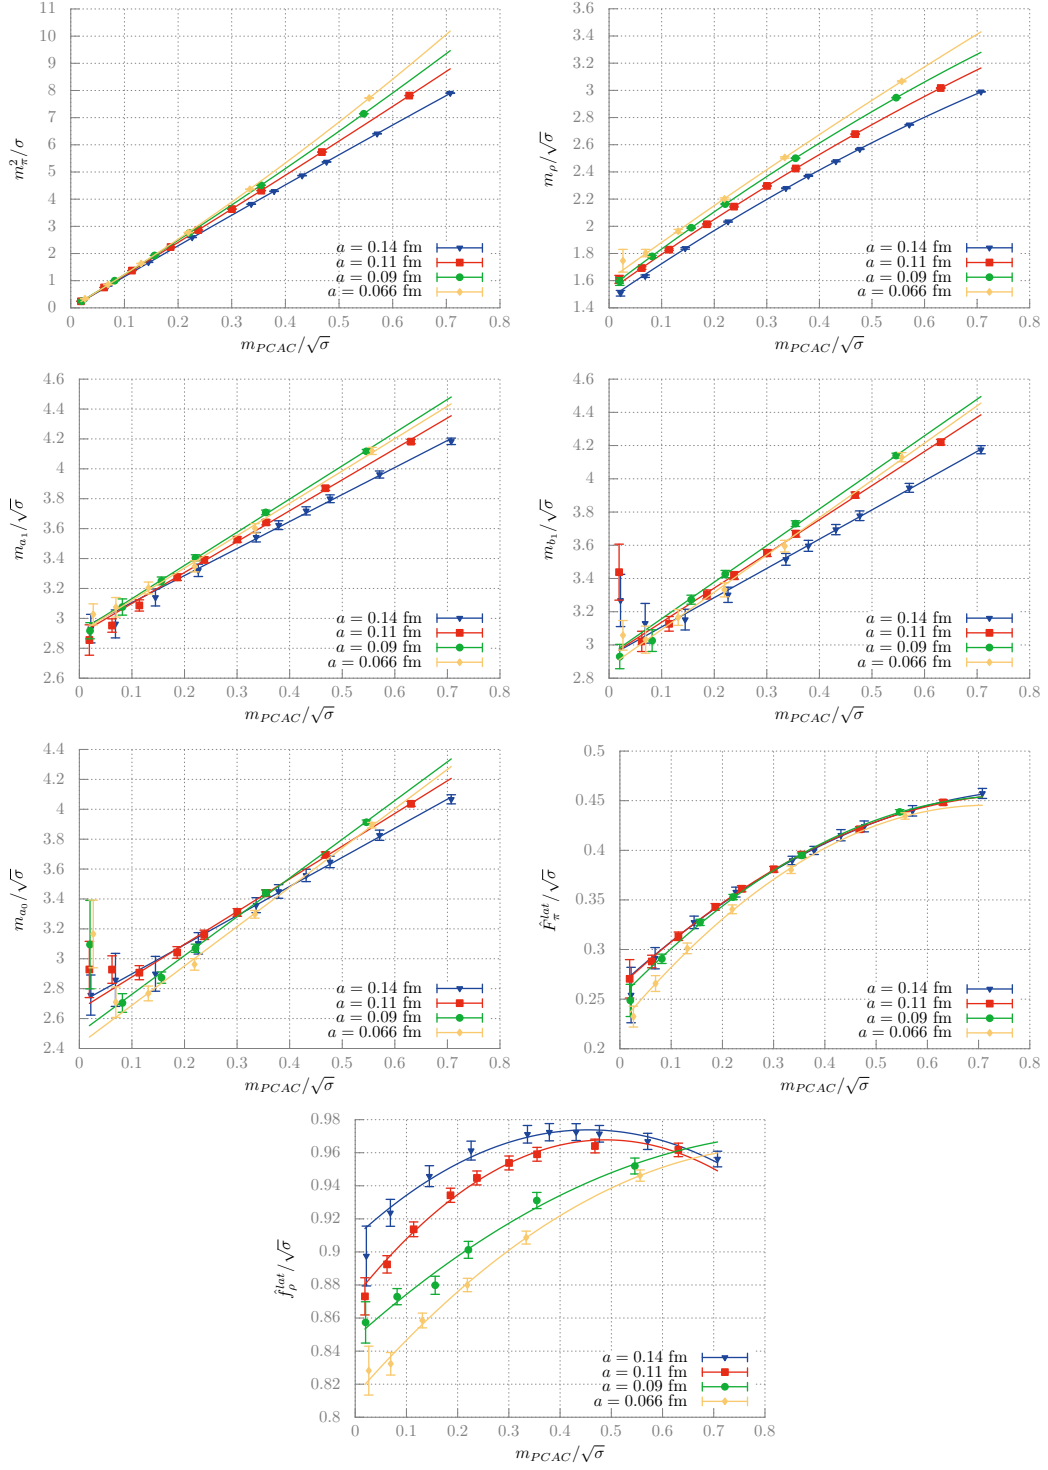 11
10
9
8
7
6
5
4
3
2
1
0
m_π^2/σ
0 0.1 0.2 0.3 0.4 0.5 0.6 0.7 0.8
m_PCAC/√σ
a = 0.14 fm
a = 0.11 fm
a = 0.09 fm
a = 0.066 fm
3.6
3.4
3.2
3
2.8
2.6
2.4
2.2
2
1.8
1.6
1.4
m_ρ/√σ
0 0.1 0.2 0.3 0.4 0.5 0.6 0.7 0.8
m_PCAC/√σ
a = 0.14 fm
a = 0.11 fm
a = 0.09 fm
a = 0.066 fm
4.6
4.4
4.2
4
3.8
3.6
3.4
3.2
3
2.8
2.6
m_a₁/√σ
0 0.1 0.2 0.3 0.4 0.5 0.6 0.7 0.8
m_PCAC/√σ
a = 0.14 fm
a = 0.11 fm
a = 0.09 fm
a = 0.066 fm
4.6
4.4
4.2
4
3.8
3.6
3.4
3.2
3
2.8
m_b₁/√σ
0 0.1 0.2 0.3 0.4 0.5 0.6 0.7 0.8
m_PCAC/√σ
a = 0.14 fm
a = 0.11 fm
a = 0.09 fm
a = 0.066 fm
4.4
4.2
4
3.8
3.6
3.4
3.2
3
2.8
2.6
2.4
m_a₀/√σ
0 0.1 0.2 0.3 0.4 0.5 0.6 0.7 0.8
m_PCAC/√σ
a = 0.14 fm
a = 0.11 fm
a = 0.09 fm
a = 0.066 fm
0.5
0.45
0.4
0.35
0.3
0.25
0.2
F̂_π^lat/√σ
0 0.1 0.2 0.3 0.4 0.5 0.6 0.7 0.8
m_PCAC/√σ
a = 0.14 fm
a = 0.11 fm
a = 0.09 fm
a = 0.066 fm
0.98
0.96
0.94
0.92
0.9
0.88
0.86
0.84
0.82
0.8
f̂_ρ^lat/√σ
0 0.1 0.2 0.3 0.4 0.5 0.6 0.7 0.8
m_PCAC/√σ
a = 0.14 fm
a = 0.11 fm
a = 0.09 fm
a = 0.066 fm